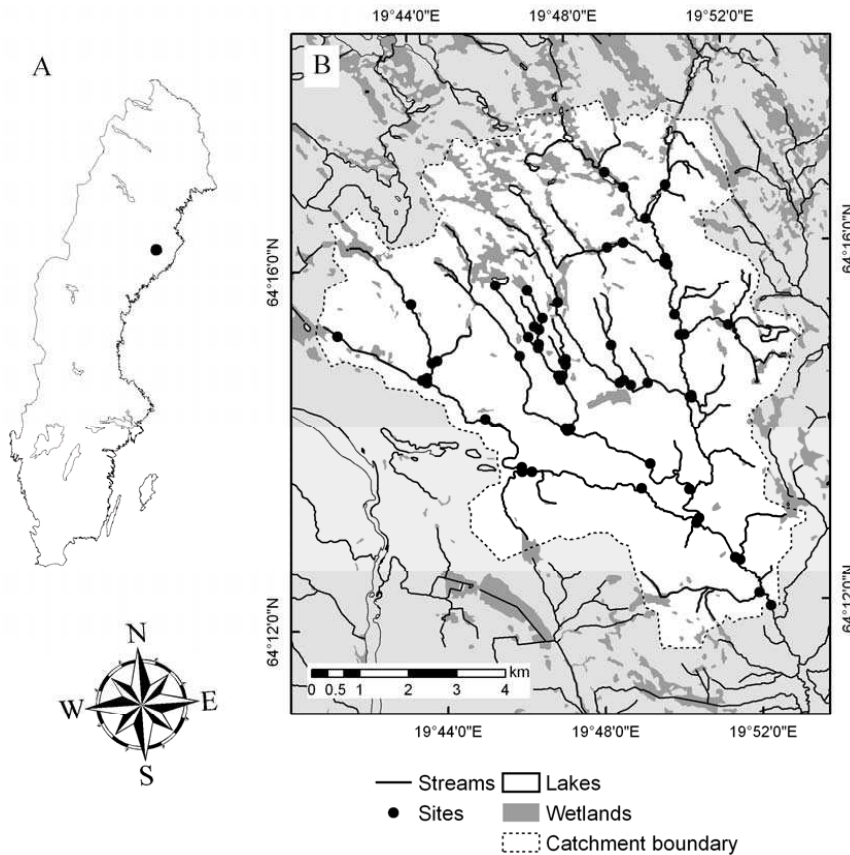 A
B
19°44'0"E 19°48'0"E 19°52'0"E
64°16'0"N
64°12'0"N
64°16'0"N
64°12'0"N
0 0.5 1 2 3 4 km
19°44'0"E 19°48'0"E 19°52'0"E
N
W E
S
Streams Lakes
Sites Wetlands
Catchment boundary